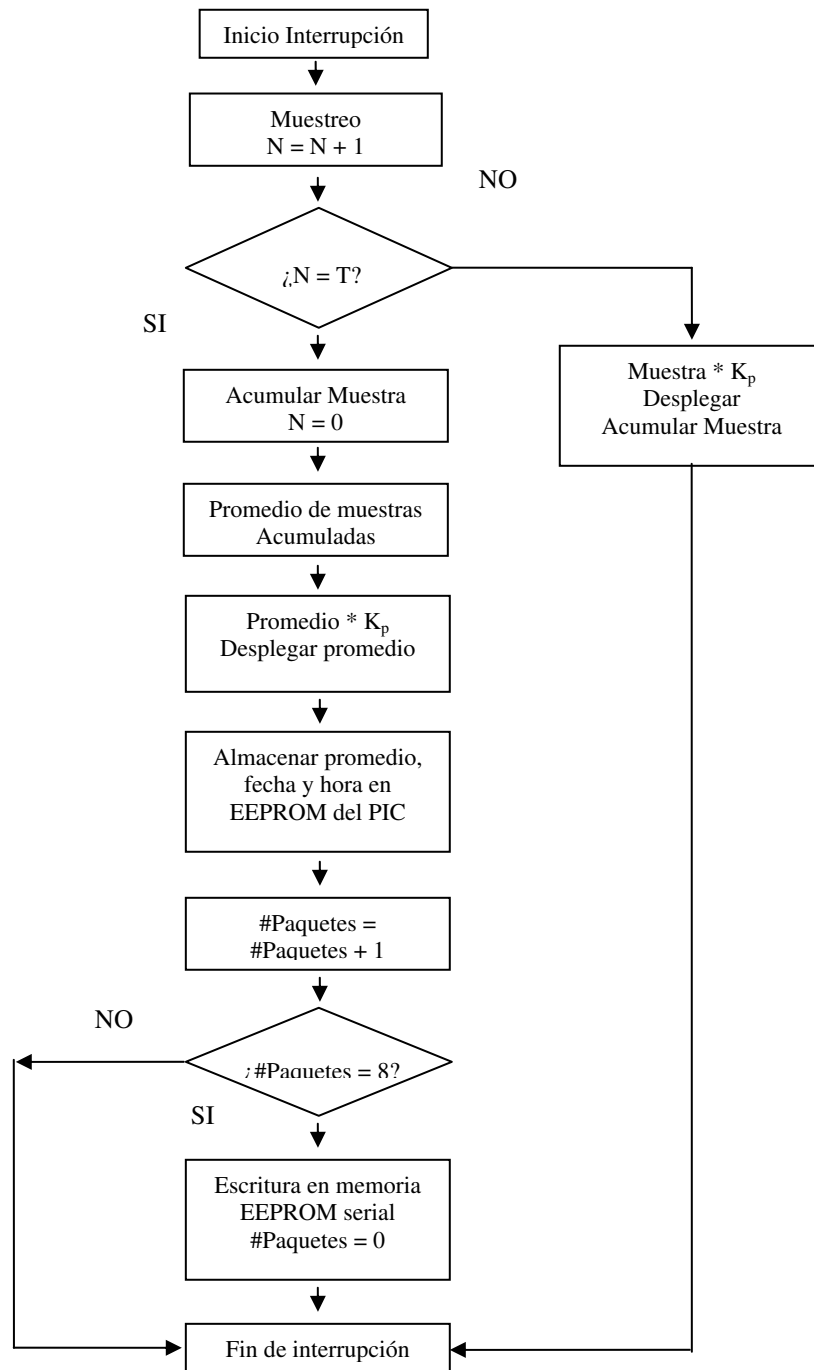 Inicio Interrupción
Muestreo
N = N + 1
NO
¿N = T?
SI
Muestra * Kₚ
Desplegar
Acumular Muestra
Acumular Muestra
N = 0
Promedio de muestras
Acumuladas
Promedio * Kₚ
Desplegar promedio
Almacenar promedio,
fecha y hora en
EEPROM del PIC
#Paquetes =
#Paquetes + 1
NO
¿#Paquetes = 8?
SI
Escritura en memoria
EEPROM serial
#Paquetes = 0
Fin de interrupción